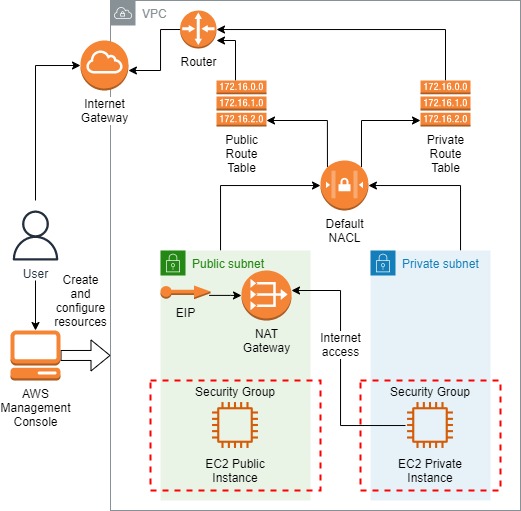 VPC
Router
Internet
Gateway
172.16.0.0
172.16.1.0
172.16.2.0
Public
Route
Table
172.16.0.0
172.16.1.0
172.16.2.0
Private
Route
Table
Default
NACL
User
Create
and
configure
resources
AWS
Management
Console
Public subnet
EIP
NAT
Gateway
Private subnet
Internet
access
Security Group
EC2 Public
Instance
Security Group
EC2 Private
Instance